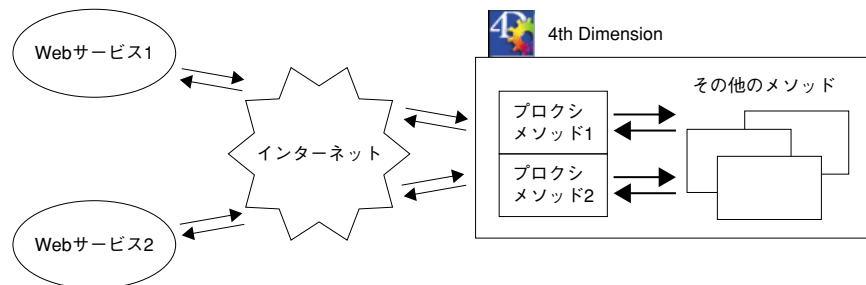 4th Dimension
Webサービス1
その他のメソッド
プロクシ
メソッド1
インターネット
プロクシ
メソッド2
Webサービス2